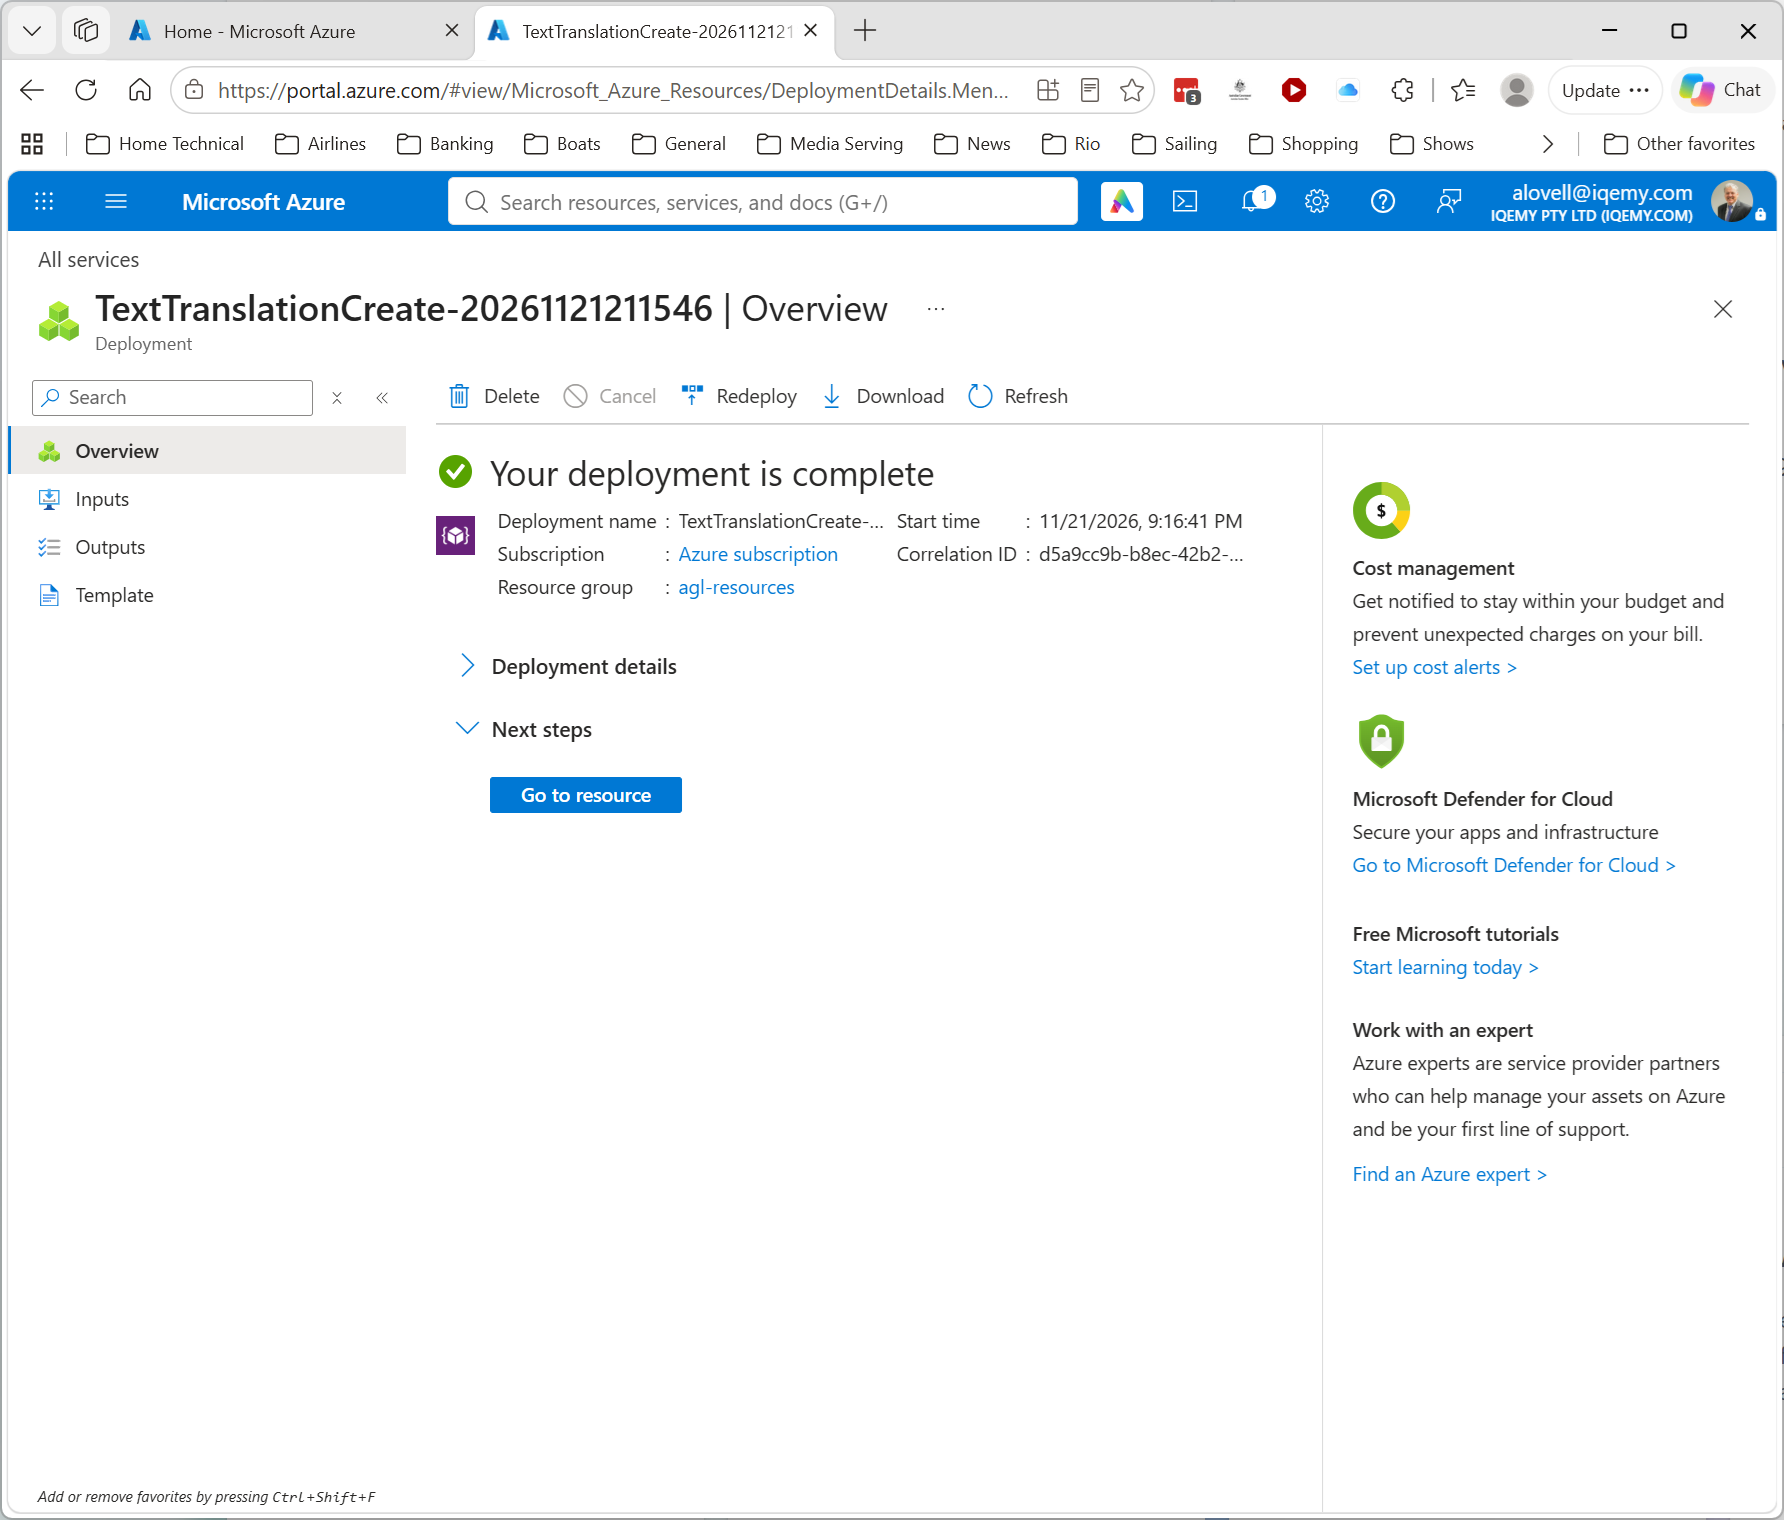 Home - Microsoft Azure
TextTranslationCreate-2026112121
https://portal.azure.com/#view/Microsoft_Azure_Resources/DeploymentDetails.Men...
3
Update
Chat
Home Technical
Airlines
Banking
Boats
General
Media Serving
News
Rio
Sailing
Shopping
Shows
Other favorites
Microsoft Azure
Search resources, services, and docs (G+/)
1
alovell@iqemy.com
IQEMY PTY LTD (IQEMY.COM)
All services
TextTranslationCreate-20261121211546 | Overview
...
Deployment
Search
Delete
Cancel
Redeploy
Download
Refresh
Overview
Inputs
Outputs
Template
Your deployment is complete
Deployment name : TextTranslationCreate-...
Subscription : Azure subscription
Resource group : agl-resources
Start time : 11/21/2026, 9:16:41 PM
Correlation ID : d5a9cc9b-b8ec-42b2-...
Deployment details
Next steps
Go to resource
$
Cost management
Get notified to stay within your budget and
prevent unexpected charges on your bill.
Set up cost alerts >
Microsoft Defender for Cloud
Secure your apps and infrastructure
Go to Microsoft Defender for Cloud >
Free Microsoft tutorials
Start learning today >
Work with an expert
Azure experts are service provider partners
who can help manage your assets on Azure
and be your first line of support.
Find an Azure expert >
Add or remove favorites by pressing Ctrl+Shift+F